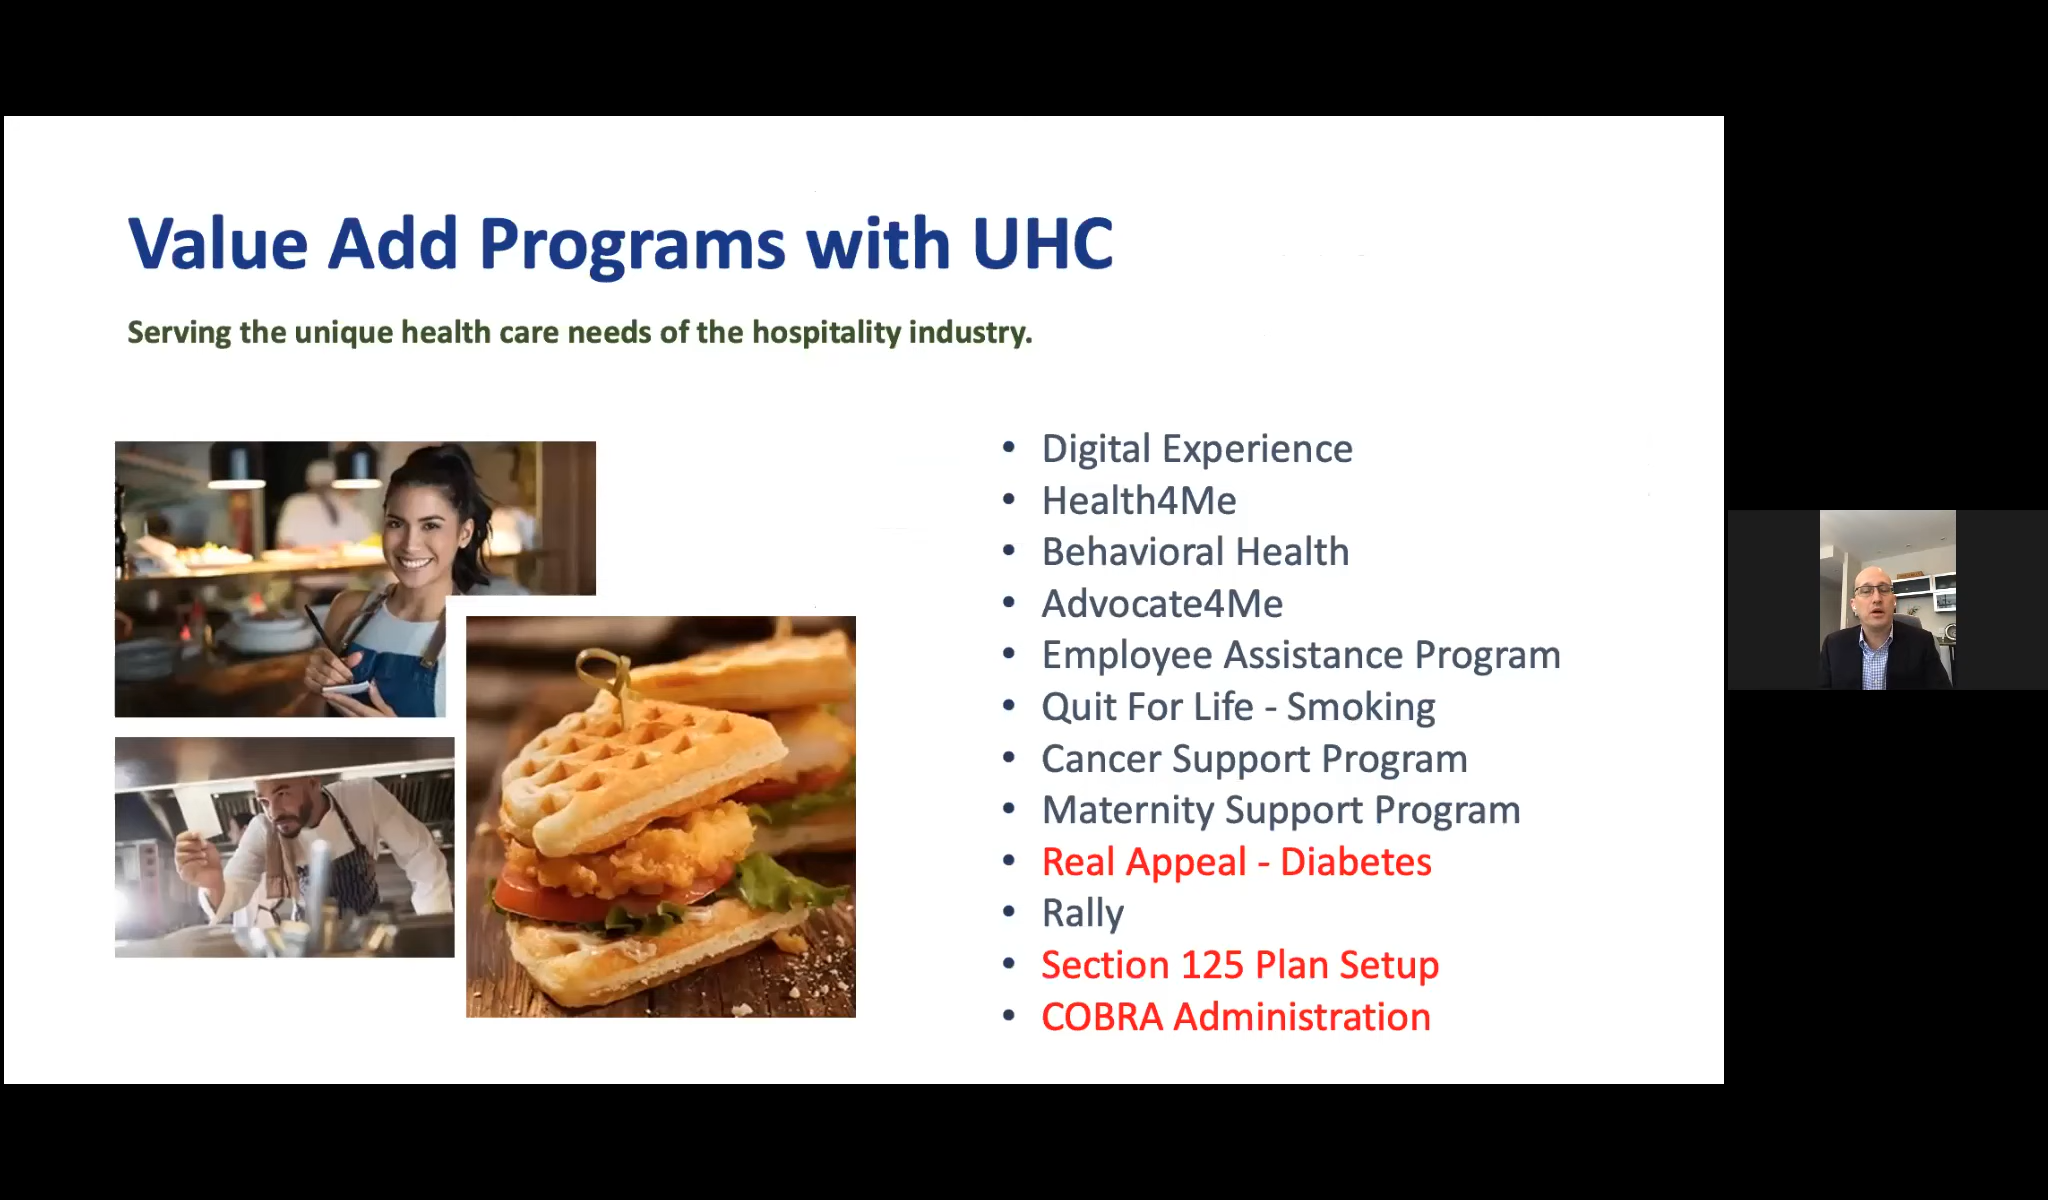 Value Add Programs with UHC
Serving the unique health care needs of the hospitality industry.
• Digital Experience
• Health4Me
• Behavioral Health
• Advocate4Me
• Employee Assistance Program
• Quit For Life - Smoking
• Cancer Support Program
• Maternity Support Program
• Real Appeal - Diabetes
• Rally
• Section 125 Plan Setup
• COBRA Administration